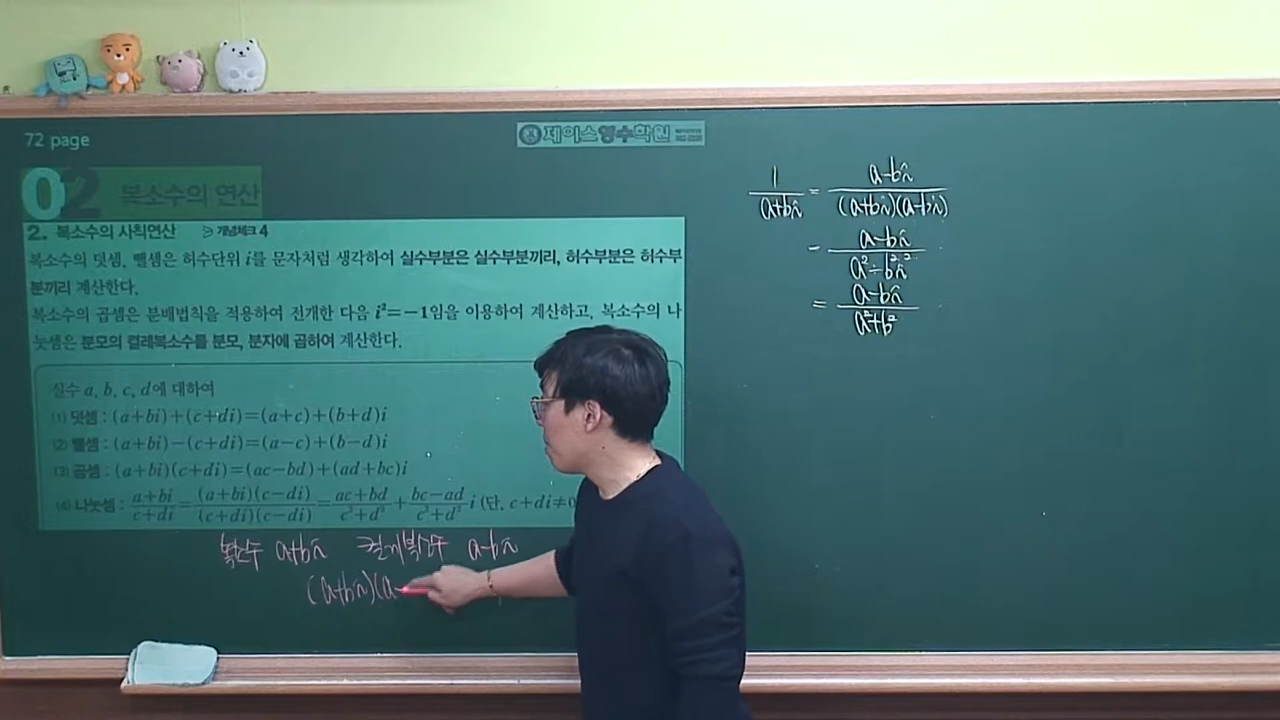 72 page
제이스영수학원
02 복소수의 연산
2. 복소수의 사칙연산 개념체크 4
복소수의 덧셈, 뺄셈은 허수단위 i를 문자처럼 생각하여 실수부분은 실수부분끼리, 허수부분은 허수부
분끼리 계산한다.
복소수의 곱셈은 분배법칙을 적용하여 전개한 다음 i²=-1임을 이용하여 계산하고, 복소수의 나
눗셈은 분모의 켤레복소수를 분모, 분자에 곱하여 계산한다.
실수 a, b, c, d에 대하여
(1) 덧셈 : (a+bi)+(c+di)=(a+c)+(b+d)i
(2) 뺄셈 : (a+bi)-(c+di)=(a-c)+(b-d)i
(3) 곱셈 : (a+bi)(c+di)=(ac-bd)+(ad+bc)i
(4) 나눗셈 : (a+bi)/(c+di)=(a+bi)(c-di)/(c+di)(c-di)=(ac+bd)/(c²+d²)+(bc-ad)/(c²+d²) i (단, c+di≠0
복소수 a+bi 켤레복소수 a-bi
(a+bi)(a-
1/(a+bi) = (a-bi)/(a+bi)(a-bi)
= (a-bi)/(a²-b²i²)
= (a-bi)/(a²+b²)